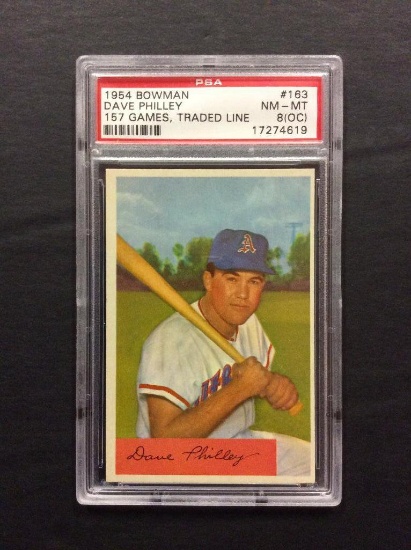 PSA
1954 BOWMAN #163
DAVE PHILLEY NM - MT
157 GAMES, TRADED LINE 8(OC)
17274619
A
Dave Philley